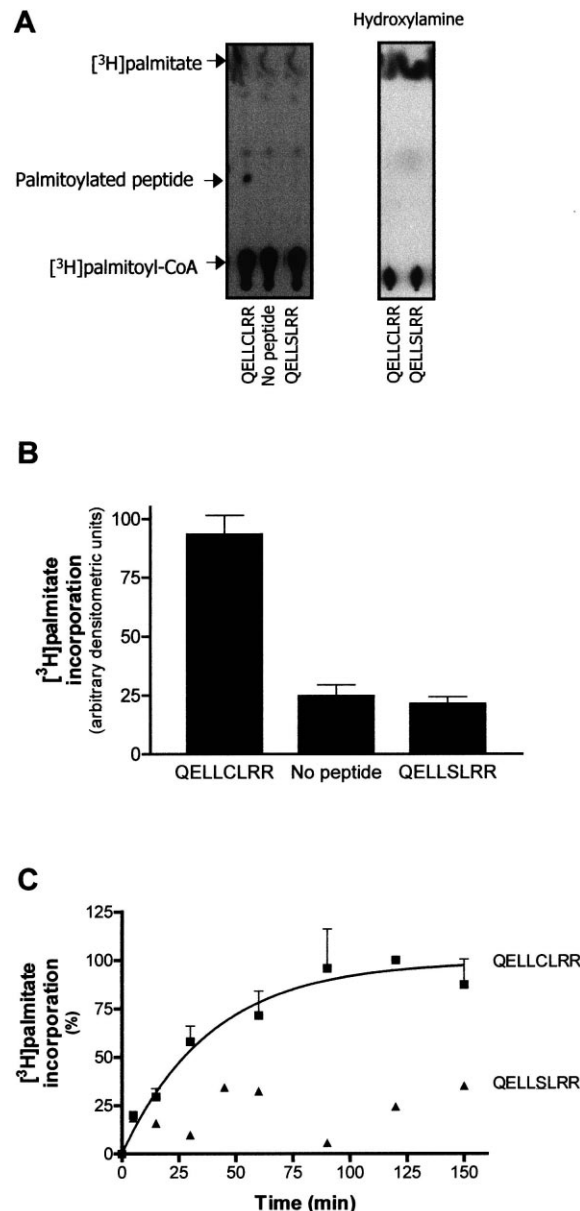 A
Hydroxylamine
[³H]palmitate
Palmitoylated peptide
[³H]palmitoyl-CoA
QELLCLRR
No peptide
QELLSLRR
QELLCLRR
QELLSLRR
B
[³H]palmitate
incorporation
(arbitrary densitometric units)
100
75
50
25
0
QELLCLRR No peptide QELLSLRR
C
[³H]palmitate
incorporation
(%)
125
100
75
50
25
0
QELLCLRR
QELLSLRR
0 25 50 75 100 125 150
Time (min)